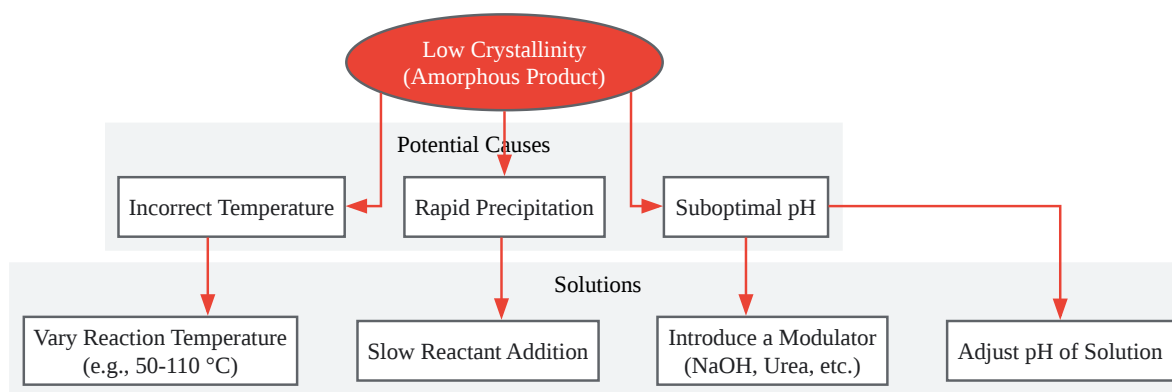 Low Crystallinity
(Amorphous Product)
Potential Causes
Incorrect Temperature
Rapid Precipitation
Suboptimal pH
Solutions
Vary Reaction Temperature
(e.g., 50-110 °C)
Slow Reactant Addition
Introduce a Modulator
(NaOH, Urea, etc.)
Adjust pH of Solution